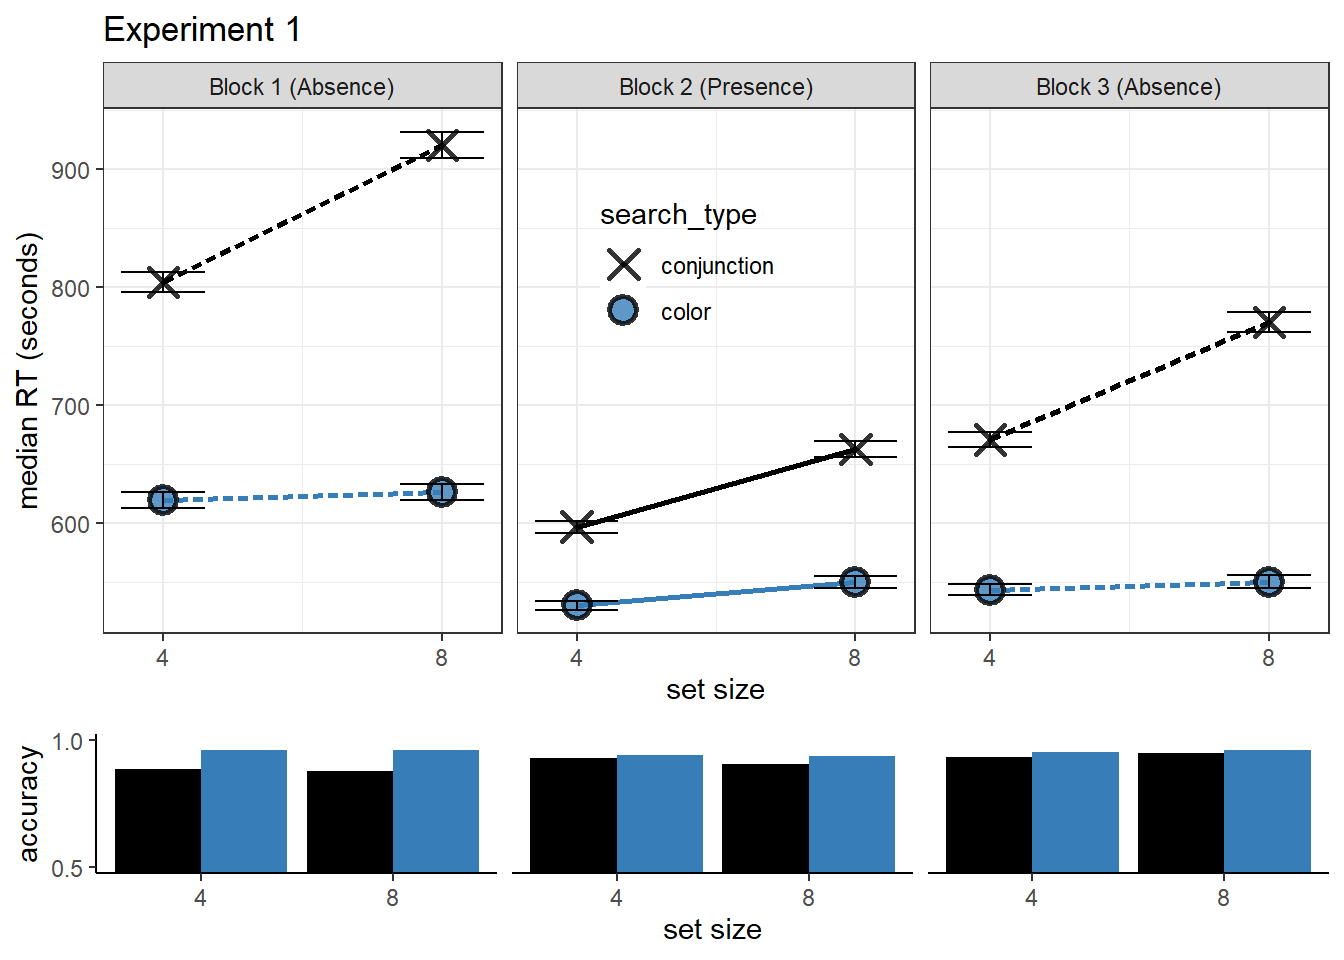 Experiment 1
Block 1 (Absence)
Block 2 (Presence)
Block 3 (Absence)
median RT (seconds)
900
800
700
600
search_type
conjunction
color
4
8
4
8
4
8
set size
accuracy
1.0
0.5
4
8
4
8
4
8
set size